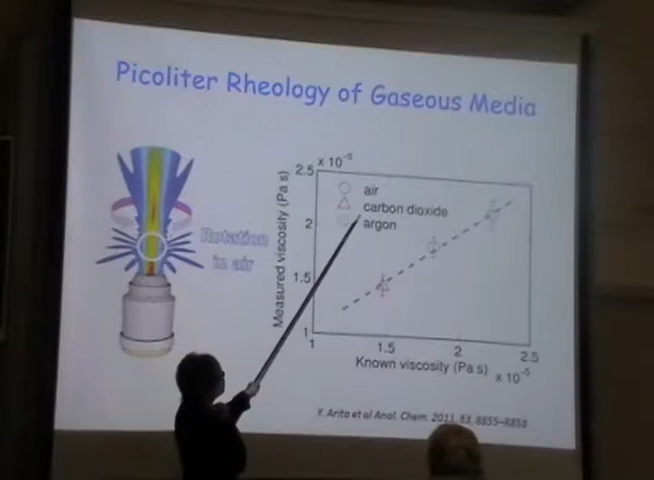 Picoliter Rheology of Gaseous Media
Rotation
in air
2.5 x 10⁻⁵
2
1.5
1
Measured viscosity (Pa s)
air
carbon dioxide
argon
1 1.5 2 2.5
Known viscosity (Pa s) x 10⁻⁵
Y. Arita et al Anal. Chem. 2011, 83, 8855–8858